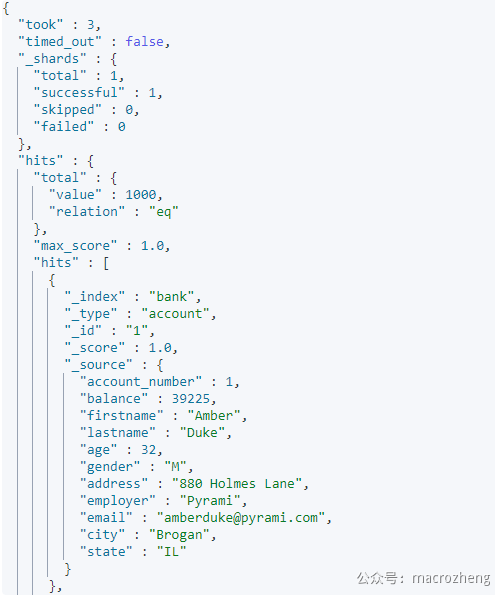 {
  "took" : 3,
  "timed_out" : false,
  "_shards" : {
    "total" : 1,
    "successful" : 1,
    "skipped" : 0,
    "failed" : 0
  },
  "hits" : {
    "total" : {
      "value" : 1000,
      "relation" : "eq"
    },
    "max_score" : 1.0,
    "hits" : [
      {
        "_index" : "bank",
        "_type" : "account",
        "_id" : "1",
        "_score" : 1.0,
        "_source" : {
          "account_number" : 1,
          "balance" : 39225,
          "firstname" : "Amber",
          "lastname" : "Duke",
          "age" : 32,
          "gender" : "M",
          "address" : "880 Holmes Lane",
          "employer" : "Pyrami",
          "email" : "amberduke@pyrami.com",
          "city" : "Brogan",
          "state" : "IL"
        }
      },
公众号：macrozheng